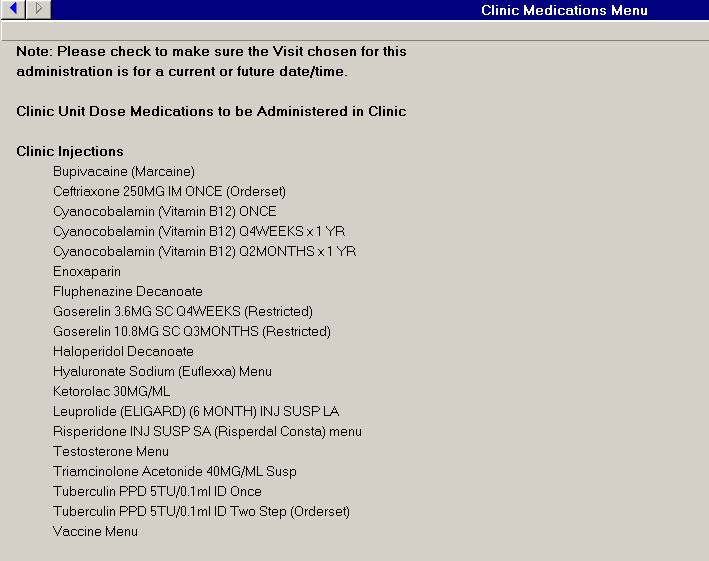 Clinic Medications Menu
Note: Please check to make sure the Visit chosen for this
administration is for a current or future date/time.
Clinic Unit Dose Medications to be Administered in Clinic
Clinic Injections
Bupivacaine (Marcaine)
Ceftriaxone 250MG IM ONCE (Orderset)
Cyanocobalamin (Vitamin B12) ONCE
Cyanocobalamin (Vitamin B12) Q4WEEKS x 1 YR
Cyanocobalamin (Vitamin B12) Q2MONTHS x 1 YR
Enoxaparin
Fluphenazine Decanoate
Goserelin 3.6MG SC Q4WEEKS (Restricted)
Goserelin 10.8MG SC Q3MONTHS (Restricted)
Haloperidol Decanoate
Hyaluronate Sodium (Euflexxa) Menu
Ketorolac 30MG/ML
Leuprolide (ELIGARD) (6 MONTH) INJ SUSP LA
Risperidone INJ SUSP SA (Risperdal Consta) menu
Testosterone Menu
Triamcinolone Acetonide 40MG/ML Susp
Tuberculin PPD 5TU/0.1ml ID Once
Tuberculin PPD 5TU/0.1ml ID Two Step (Orderset)
Vaccine Menu